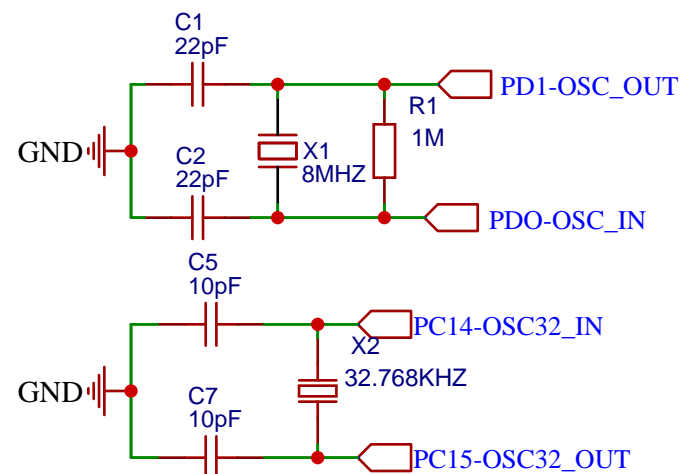 C1
22pF
PD1-OSC_OUT
R1
1M
GND
C2
22pF
X1
8MHZ
PDO-OSC_IN
C5
10pF
PC14-OSC32_IN
X2
32.768KHZ
GND
C7
10pF
PC15-OSC32_OUT